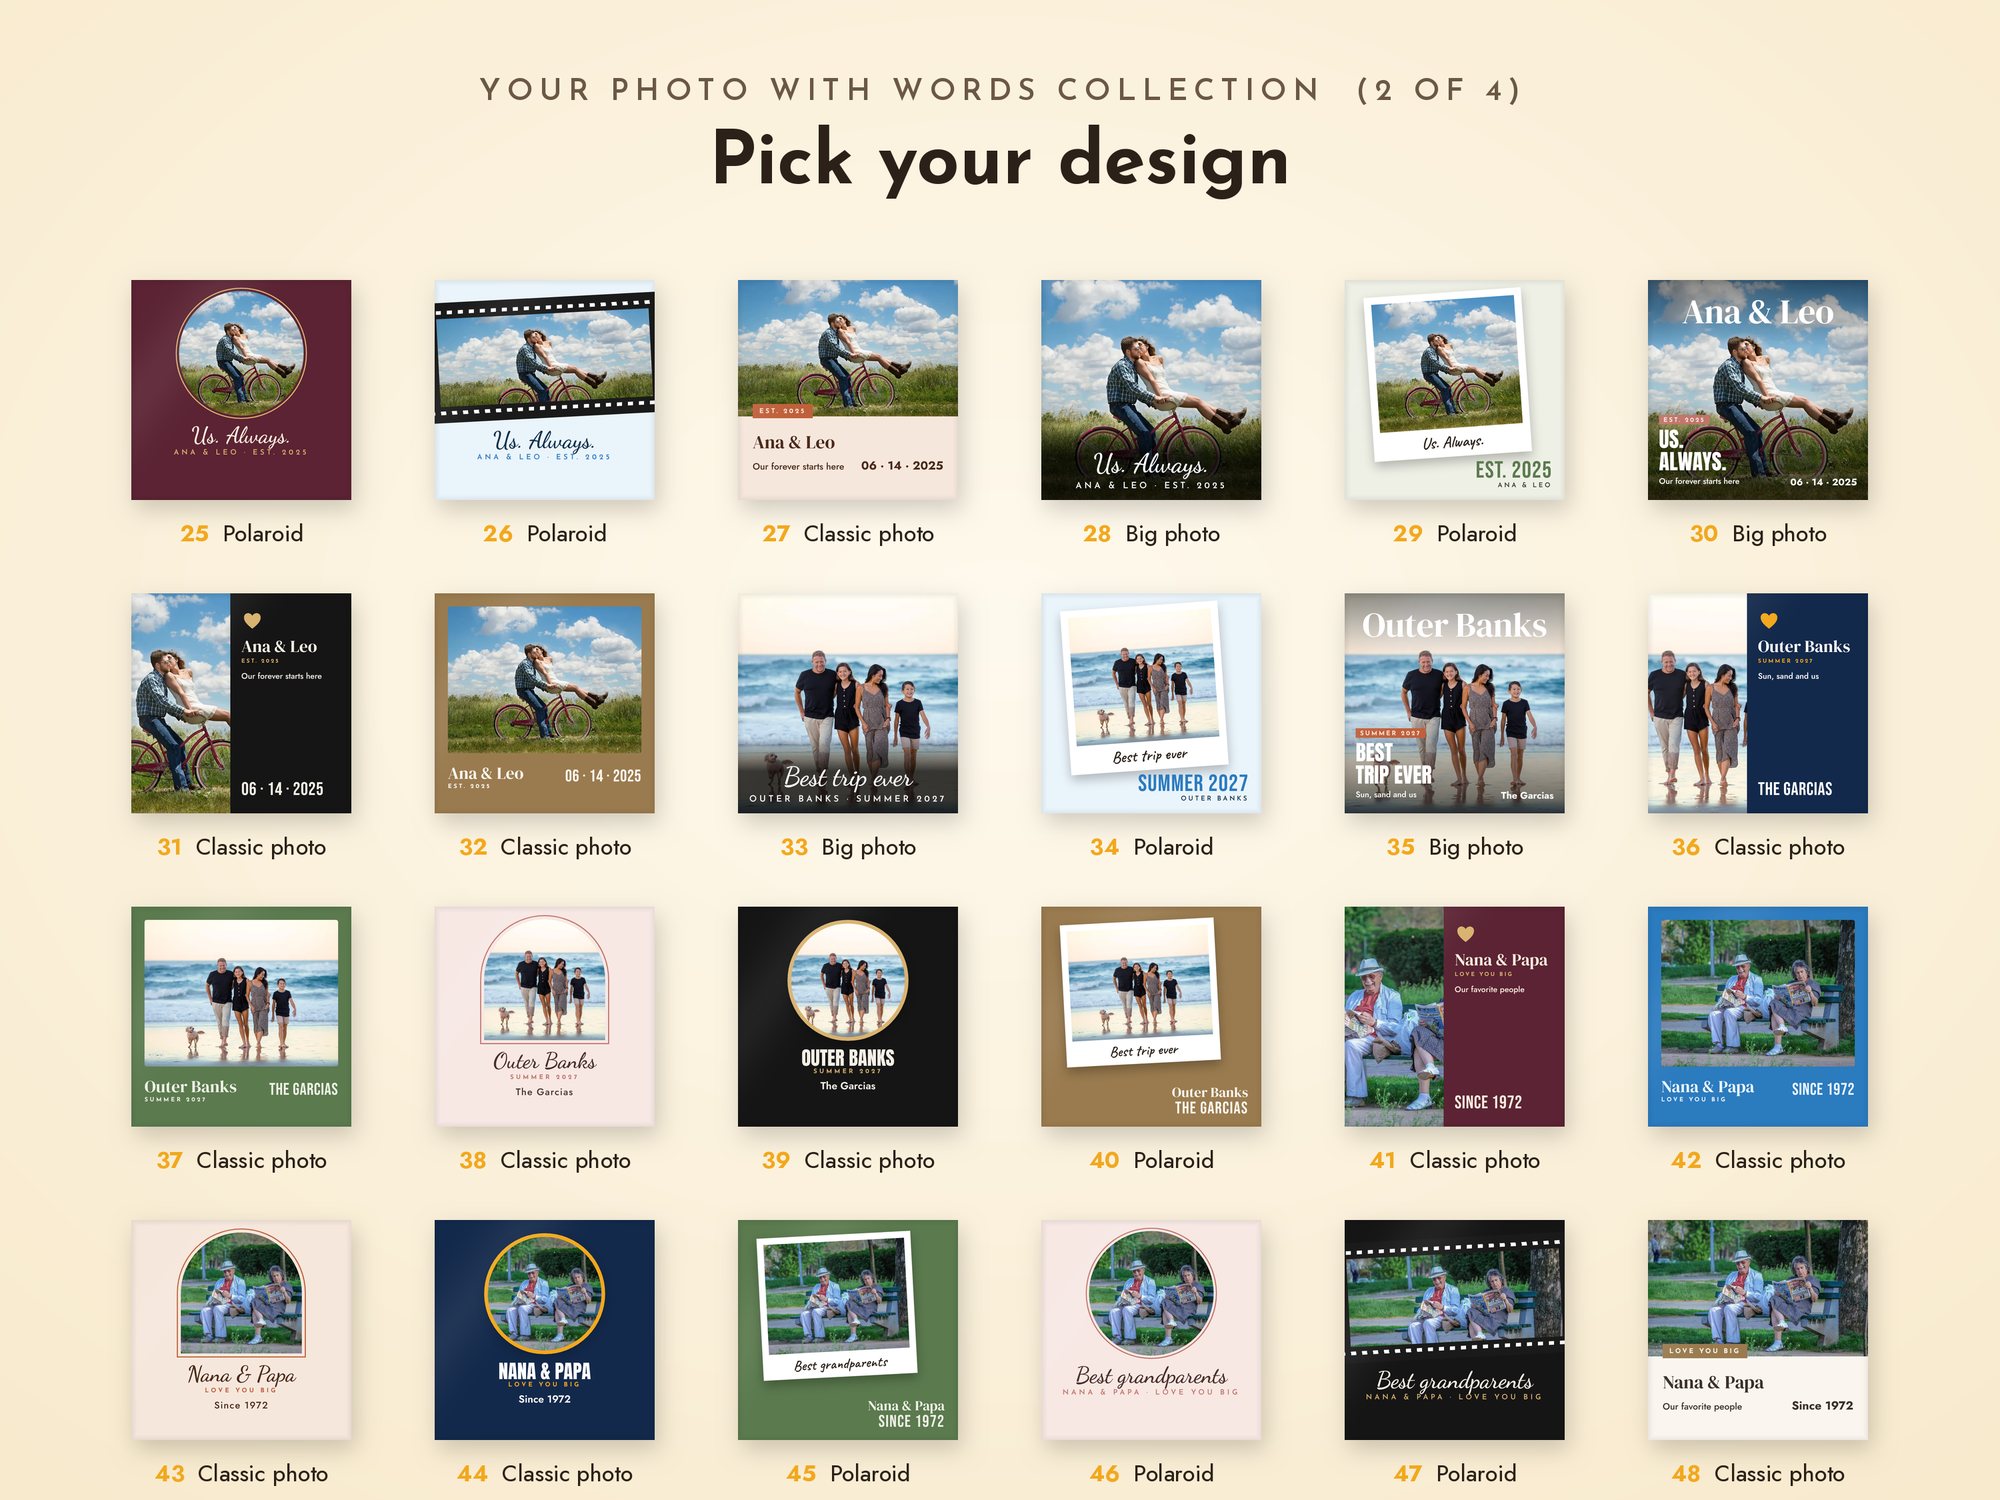 YOUR PHOTO WITH WORDS COLLECTION (2 OF 4)
Pick your design
Us. Always.
ANA & LEO · EST. 2025
25 Polaroid
Us. Always.
ANA & LEO · EST. 2025
26 Polaroid
EST. 2025
Ana & Leo
Our forever starts here 06 · 14 · 2025
27 Classic photo
Us. Always.
ANA & LEO · EST. 2025
28 Big photo
Us. Always.
EST. 2025
ANA & LEO
29 Polaroid
Ana & Leo
EST. 2025
US.
ALWAYS.
Our forever starts here 06 · 14 · 2025
30 Big photo
Ana & Leo
EST. 2025
Our forever starts here
06 · 14 · 2025
31 Classic photo
Ana & Leo 06 · 14 · 2025
EST. 2025
32 Classic photo
Best trip ever
OUTER BANKS · SUMMER 2027
33 Big photo
Best trip ever
SUMMER 2027
OUTER BANKS
34 Polaroid
Outer Banks
SUMMER 2027
BEST
TRIP EVER
Sun, sand and us The Garcias
35 Big photo
Outer Banks
SUMMER 2027
Sun, sand and us
THE GARCIAS
36 Classic photo
Outer Banks THE GARCIAS
SUMMER 2027
37 Classic photo
Outer Banks
SUMMER 2027
The Garcias
38 Classic photo
OUTER BANKS
SUMMER 2027
The Garcias
39 Classic photo
Best trip ever
Outer Banks
THE GARCIAS
40 Polaroid
Nana & Papa
LOVE YOU BIG
Our favorite people
SINCE 1972
41 Classic photo
Nana & Papa SINCE 1972
LOVE YOU BIG
42 Classic photo
Nana & Papa
LOVE YOU BIG
Since 1972
43 Classic photo
NANA & PAPA
LOVE YOU BIG
Since 1972
44 Classic photo
Best grandparents
Nana & Papa
SINCE 1972
45 Polaroid
Best grandparents
NANA & PAPA · LOVE YOU BIG
46 Polaroid
Best grandparents
NANA & PAPA · LOVE YOU BIG
47 Polaroid
LOVE YOU BIG
Nana & Papa
Our favorite people Since 1972
48 Classic photo